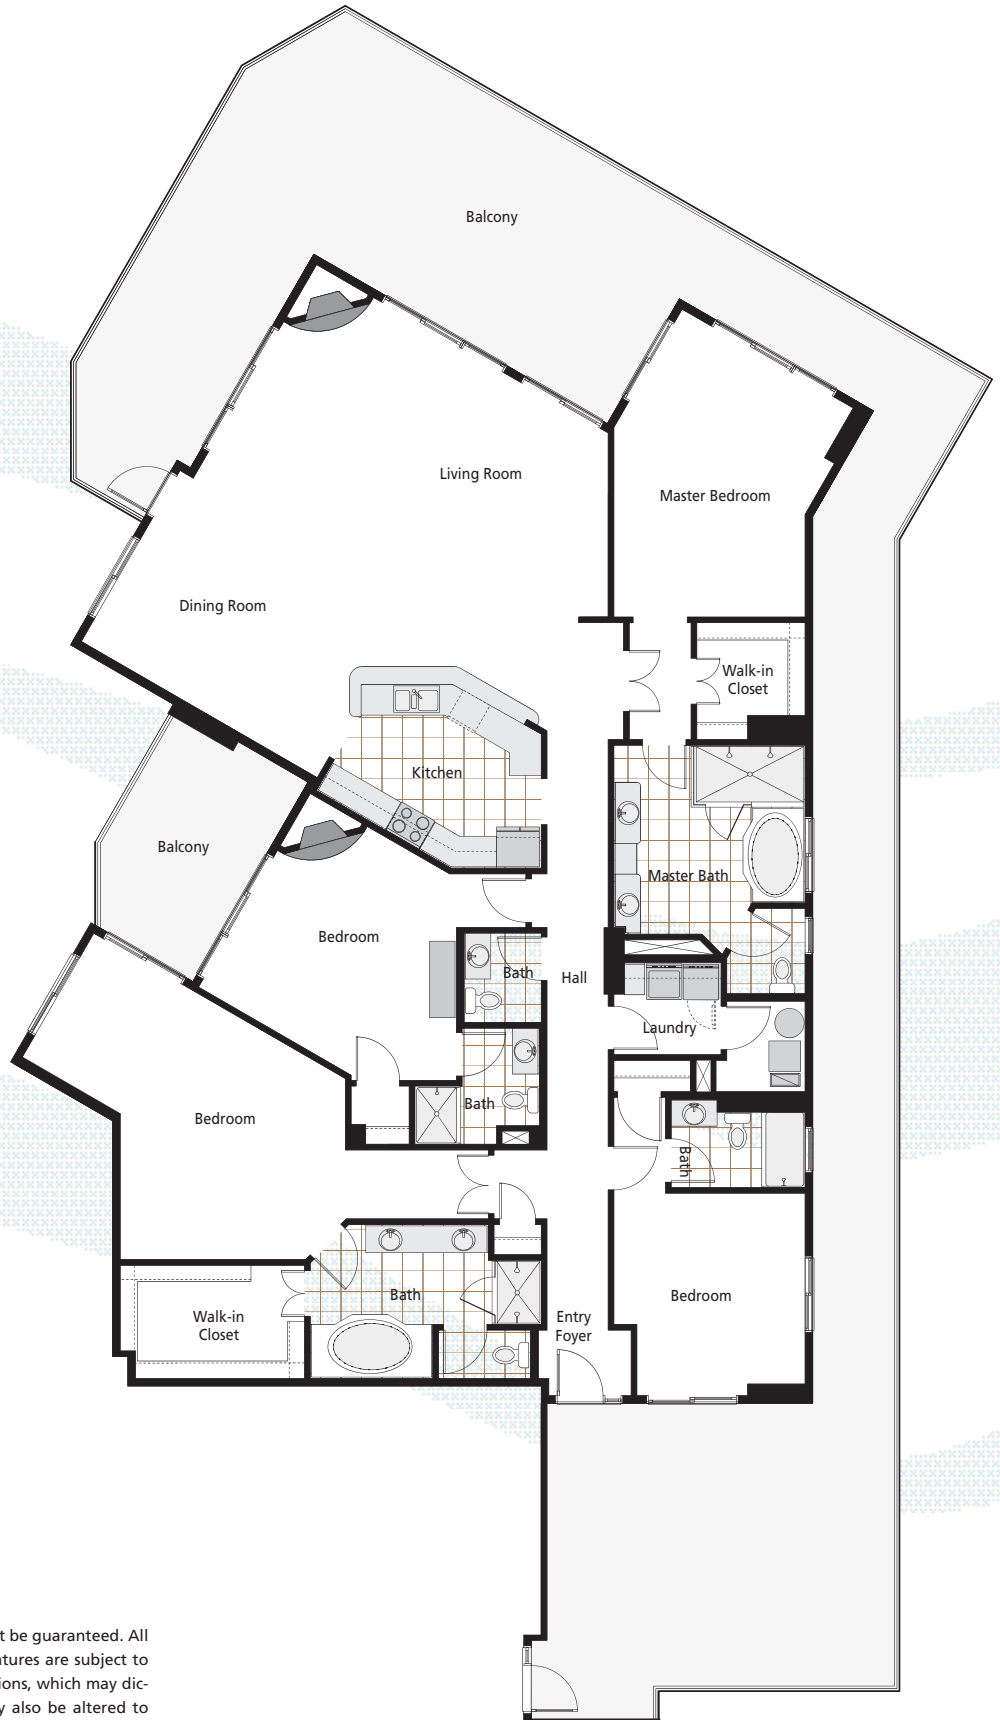 Balcony
Living Room
Master Bedroom
Dining Room
Walk-in
Closet
Kitchen
Balcony
Master Bath
Bedroom
Bath
Hall
Laundry
Bath
Bedroom
Bath
Bath
Bedroom
Walk-in
Closet
Entry
Foyer
t be guaranteed. All
tures are subject to
ions, which may dic-
y also be altered to